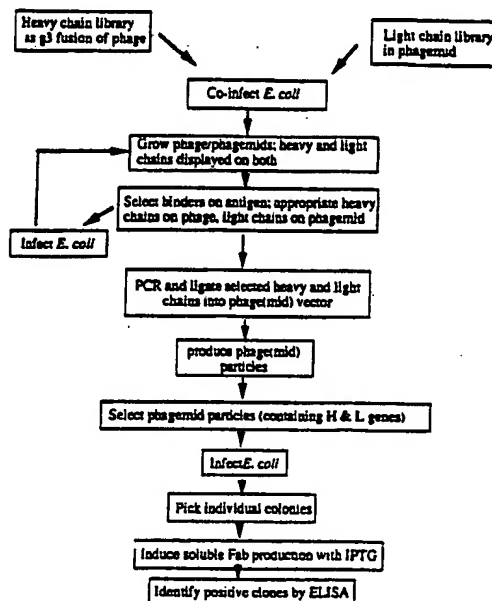 Heavy chain library
as g3 fusion of phage
Light chain library
in phagemid
Co-infect E. coli
Grow phage/phagemids; heavy and light
chains displayed on both
Select binders on antigen; appropriate heavy
chains on phage, light chains on phagemid
Infect E. coli
PCR and ligate selected heavy and light
chains into phage(mid) vector
produce phage(mid)
particles
Select phagemid particles (containing H & L genes)
InfectE. coli
Pick individual colonies
Induce soluble Fab production with IPTG
Identify positive clones by ELISA